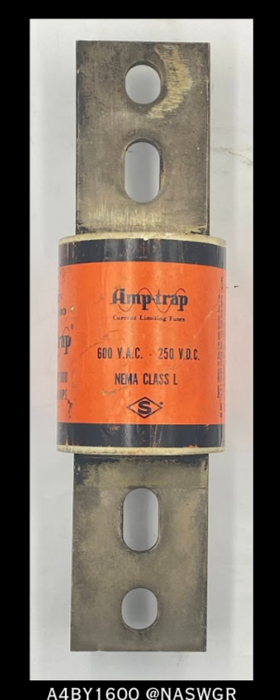 Amp-trap
Current Limiting Fuses
600 V.A.C. - 250 V.D.C.
NEMA CLASS L
S
A4BY1600 @NASWGR